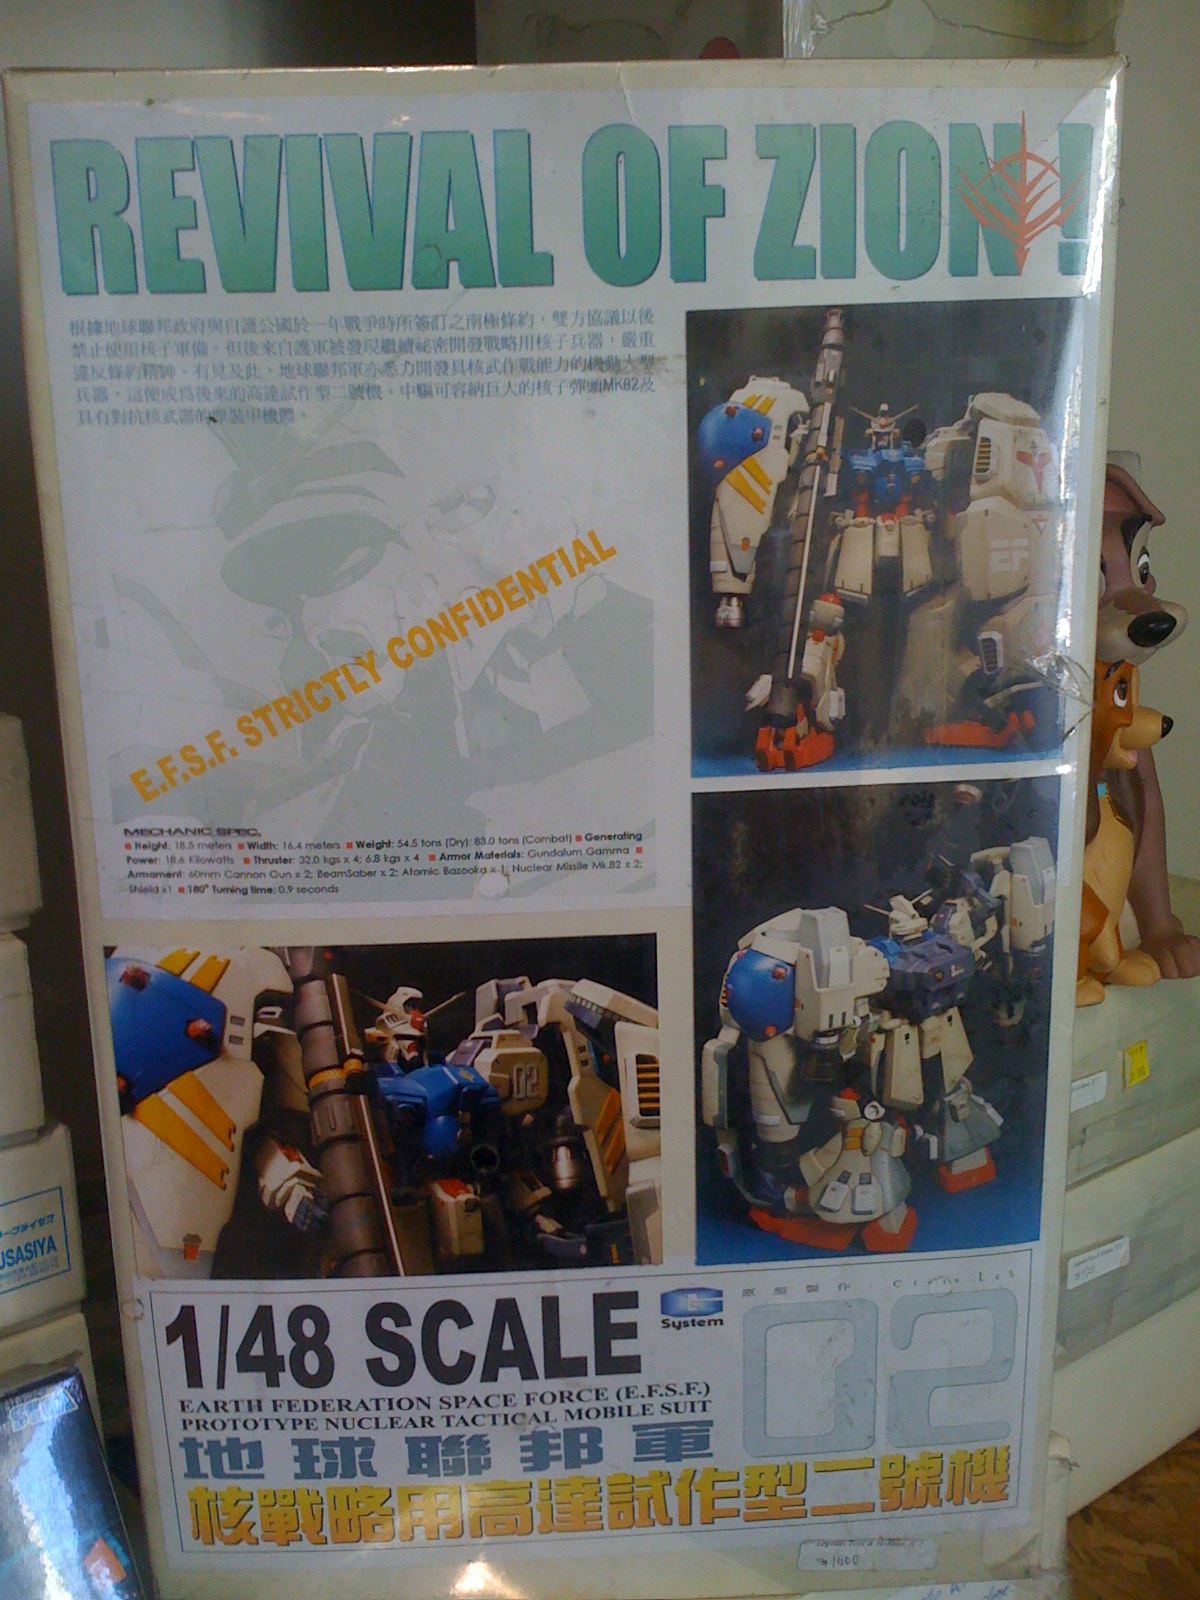 REVIVAL OF ZION!
根據地球聯邦政府與自護公國於一年戰爭時所簽訂之南極條約，雙方協議以後
禁止使用核子軍備。但後來自護軍被發現繼續祕密開發戰略用核子兵器，嚴重
違反條約精神。有見及此，地球聯邦軍亦悉力開發具核武作戰能力的機動人型
兵器，這便成為後來的高達試作型二號機。中驅可容納巨大的核子彈頭MK82及
具有對抗核武器的厚裝甲機體。
E.F.S.F. STRICTLY CONFIDENTIAL
MECHANIC SPEC.
Height: 18.5 meters Width: 16.4 meters Weight: 54.5 tons (Dry): 83.0 tons (Combat) Generating
Power: 18.6 Kilowatts Thruster: 32.0 kgs x 4; 6.8 kgs x 4 Armor Materials: Gundalum Gamma
Armament: 60mm Cannon Gun x 2; BeamSaber x 2; Atomic Bazooka x 1; Nuclear Missile Mk.82 x 2;
Shield x1 180° Turning time: 0.9 seconds
EF
02
1/48 SCALE
System
原型製作:
02
EARTH FEDERATION SPACE FORCE (E.F.S.F.)
PROTOTYPE NUCLEAR TACTICAL MOBILE SUIT
地球聯邦軍
核戰略用高達試作型二號機
1000
USASIYA